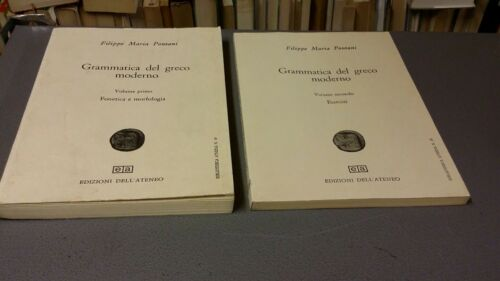 Filippo Maria Pontani
Grammatica del greco
moderno
Volume primo
Fonetica e morfologia
e/a
EDIZIONI DELL'ATENEO
Filippo Maria Pontani
Grammatica del greco
moderno
Volume secondo
Esercizi
e/a
EDIZIONI DELL'ATENEO